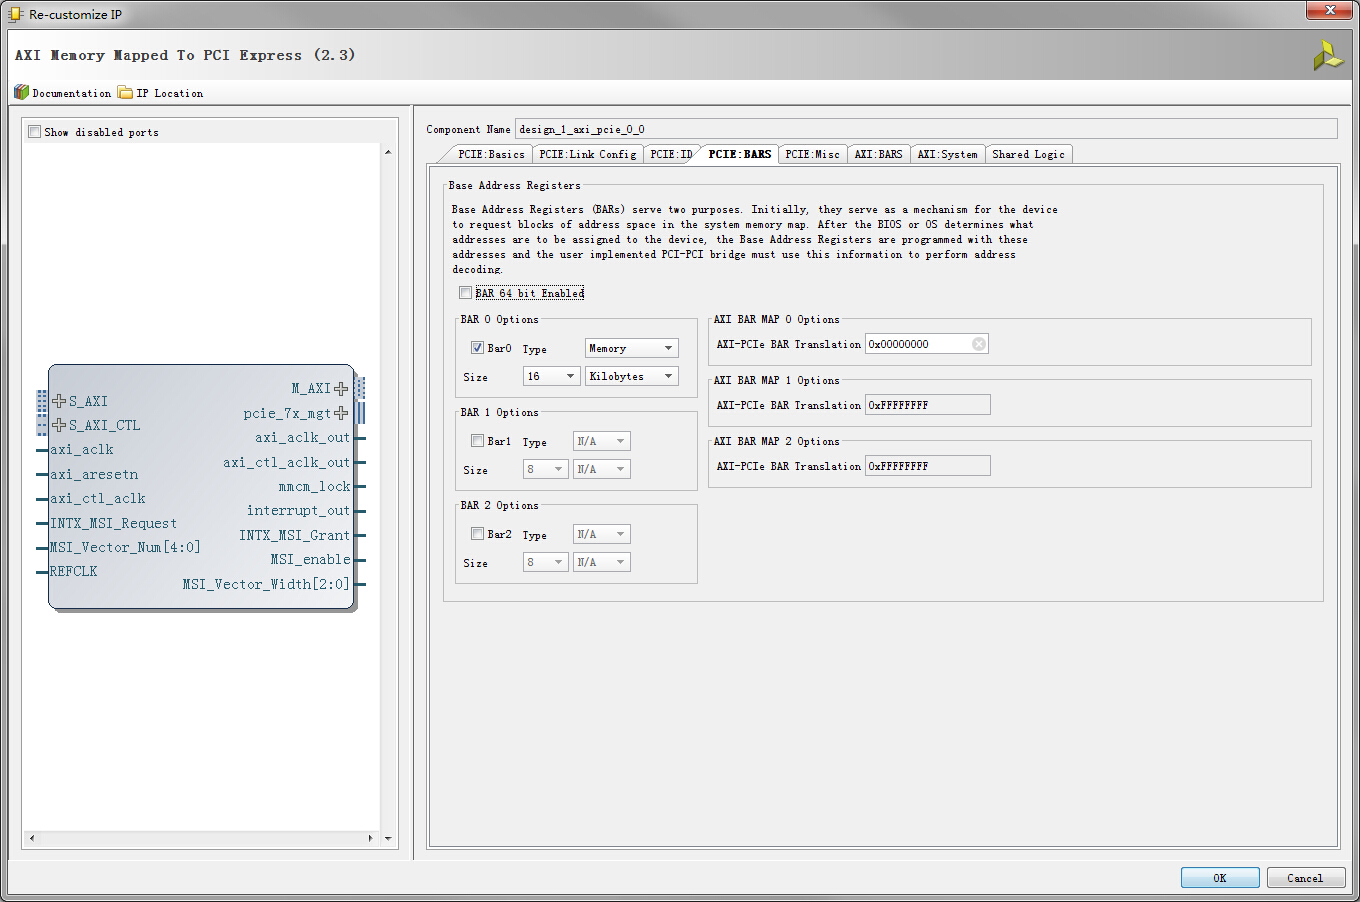 Re-customize IP
AXI Memory Mapped To PCI Express (2.3)
Documentation IP Location
Show disabled ports
S_AXI
S_AXI_CTL
axi_aclk
axi_aresetn
axi_ctl_aclk
INTX_MSI_Request
MSI_Vector_Num[4:0]
REFCLK
M_AXI
pcie_7x_mgt
axi_aclk_out
axi_ctl_aclk_out
mmcm_lock
interrupt_out
INTX_MSI_Grant
MSI_enable
MSI_Vector_Width[2:0]
Component Name design_1_axi_pcie_0_0
PCIE:Basics PCIE:Link Config PCIE:ID PCIE:BARS PCIE:Misc AXI:BARS AXI:System Shared Logic
Base Address Registers
Base Address Registers (BARs) serve two purposes. Initially, they serve as a mechanism for the device
to request blocks of address space in the system memory map. After the BIOS or OS determines what
addresses are to be assigned to the device, the Base Address Registers are programmed with these
addresses and the user implemented PCI-PCI bridge must use this information to perform address
decoding.
BAR 64 bit Enabled
BAR 0 Options
Bar0 Type Memory
Size 16 Kilobytes
BAR 1 Options
Bar1 Type N/A
Size 8 N/A
BAR 2 Options
Bar2 Type N/A
Size 8 N/A
AXI BAR MAP 0 Options
AXI-PCIe BAR Translation 0x00000000
AXI BAR MAP 1 Options
AXI-PCIe BAR Translation 0xFFFFFFFF
AXI BAR MAP 2 Options
AXI-PCIe BAR Translation 0xFFFFFFFF
OK Cancel